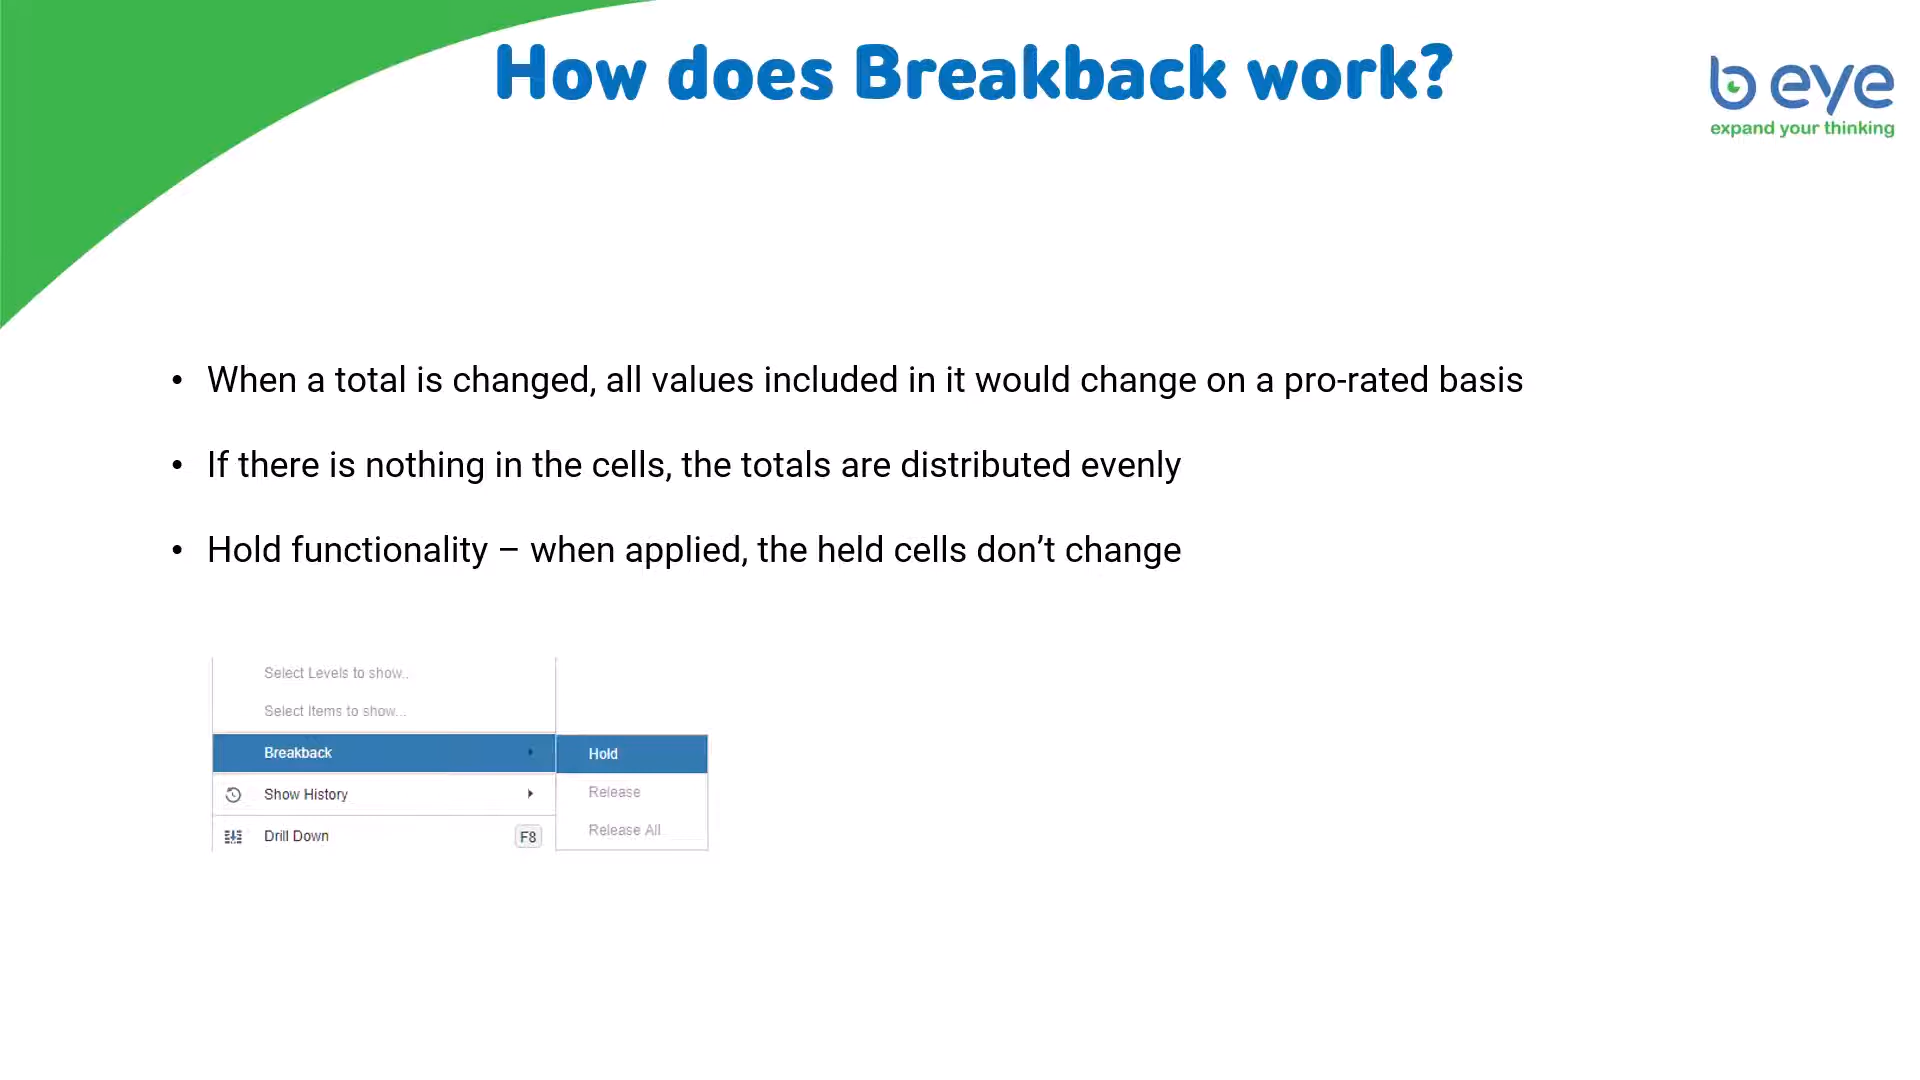 How does Breakback work?
b eye
expand your thinking
• When a total is changed, all values included in it would change on a pro-rated basis
• If there is nothing in the cells, the totals are distributed evenly
• Hold functionality – when applied, the held cells don’t change
Select Levels to show..
Select Items to show...
Breakback
Hold
Show History
Release
Release All
Drill Down F8